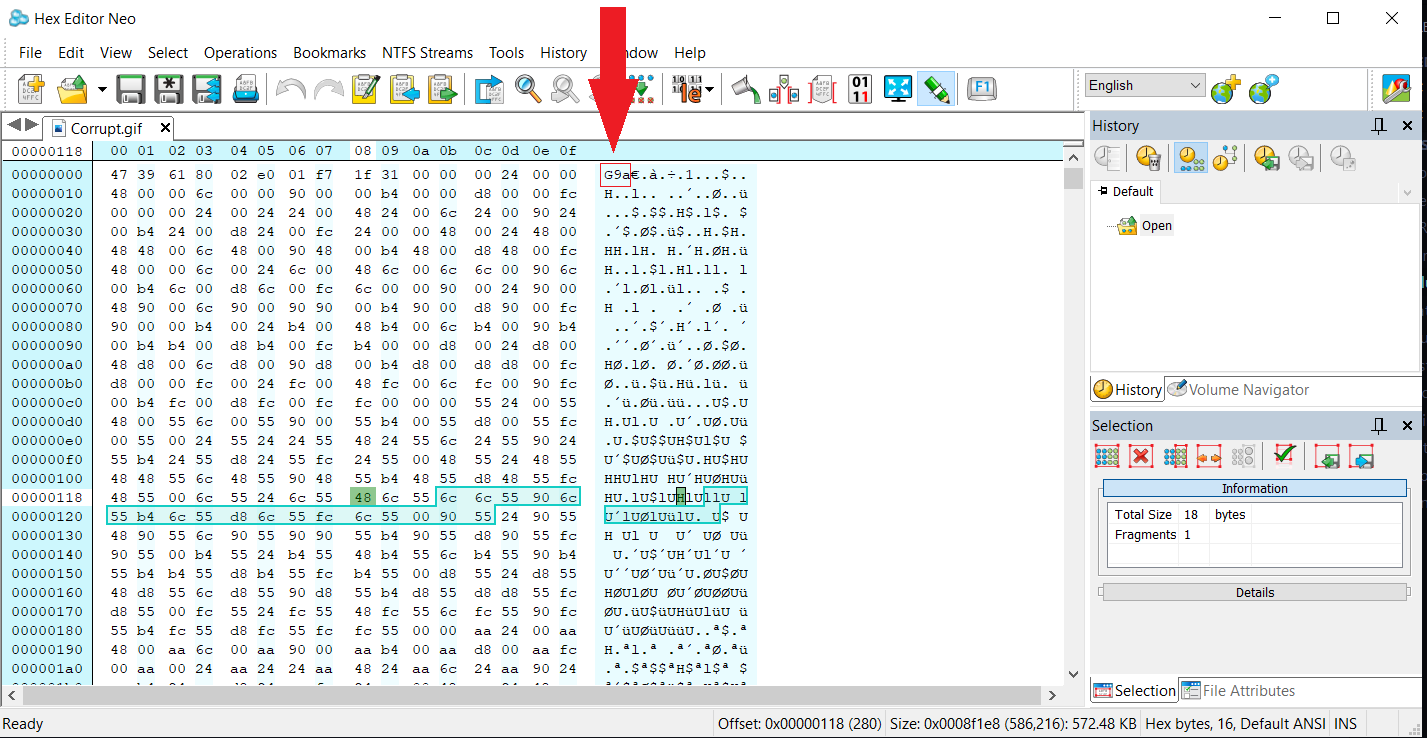 Hex Editor Neo
File Edit View Select Operations Bookmarks NTFS Streams Tools History ndow Help
English
Corrupt.gif
00000118 00 01 02 03 04 05 06 07 08 09 0a 0b 0c 0d 0e 0f
00000000 47 39 61 80 02 e0 01 f7 1f 31 00 00 00 24 00 00 G9a€.à.÷.1...$..
00000010 48 00 00 6c 00 00 90 00 00 b4 00 00 d8 00 00 fc H..l.. ..´..Ø..ü
00000020 00 00 00 24 00 24 24 00 48 24 00 6c 24 00 90 24 ...$.$$.H$.l$. $
00000030 00 b4 24 00 d8 24 00 fc 24 00 00 48 00 24 48 00 .´$.Ø$.ü$..H.$H.
00000040 48 48 00 6c 48 00 90 48 00 b4 48 00 d8 48 00 fc HH.lH. H.´H.ØH.ü
00000050 48 00 00 6c 00 24 6c 00 48 6c 00 6c 6c 00 90 6c H..l.$l.Hl.ll. l
00000060 00 b4 6c 00 d8 6c 00 fc 6c 00 00 90 00 24 90 00 .´l.Øl.ül.. .$ .
00000070 48 90 00 6c 90 00 90 90 00 b4 90 00 d8 90 00 fc H .l . .´ .Ø .ü
00000080 90 00 00 b4 00 24 b4 00 48 b4 00 6c b4 00 90 b4 ..´.$´.H´.l´. ´
00000090 00 b4 b4 00 d8 b4 00 fc b4 00 00 d8 00 24 d8 00 .´´.Ø´.ü´..Ø.$Ø.
000000a0 48 d8 00 6c d8 00 90 d8 00 b4 d8 00 d8 d8 00 fc HØ.lØ. Ø.´Ø.ØØ.ü
000000b0 d8 00 00 fc 00 24 fc 00 48 fc 00 6c fc 00 90 fc Ø..ü.$ü.Hü.lü. ü
000000c0 00 b4 fc 00 d8 fc 00 fc fc 00 00 00 55 24 00 55 .´ü.Øü.üü...U$.U
000000d0 48 00 55 6c 00 55 90 00 55 b4 00 55 d8 00 55 fc H.Ul.U .U´.UØ.Uü
000000e0 00 55 00 24 55 24 24 55 48 24 55 6c 24 55 90 24 .U.$U$$UH$Ul$U $
000000f0 55 b4 24 55 d8 24 55 fc 24 55 00 48 55 24 48 55 U´$UØ$Uü$U.HU$HU
00000100 48 48 55 6c 48 55 90 48 55 b4 48 55 d8 48 55 fc HHUlHU HU´HUØHUü
00000118 48 55 00 6c 55 24 6c 55 48 6c 55 6c 6c 55 90 6c HU.lU$lUHlUllU l
00000120 55 b4 6c 55 d8 6c 55 fc 6c 55 00 90 55 24 90 55 U´lUØlUülU. U$ U
48 90 55 6c 90 55 90 90 55 b4 90 55 d8 90 55 fc H Ul U U´ UØ Uü
00000140 90 55 00 b4 55 24 b4 55 48 b4 55 6c b4 55 90 b4 U.´U$´UH´Ul´U ´
00000150 55 b4 b4 55 d8 b4 55 fc b4 55 00 d8 55 24 d8 55 U´´UØ´Uü´U.ØU$ØU
00000160 48 d8 55 6c d8 55 90 d8 55 b4 d8 55 d8 d8 55 fc HØUlØU ØU´ØUØØUü
00000170 d8 55 00 fc 55 24 fc 55 48 fc 55 6c fc 55 90 fc ØU.üU$üUHüUlüU ü
00000180 55 b4 fc 55 d8 fc 55 fc fc 55 00 00 aa 24 00 aa U´üUØüUüüU..ª$.ª
00000190 48 00 aa 6c 00 aa 90 00 aa b4 00 aa d8 00 aa fc H.ªl.ª .ª´.ªØ.ªü
000001a0 00 aa 00 24 aa 24 24 aa 48 24 aa 6c 24 aa 90 24 .ª.$ª$$ªH$ªl$ª $
History
Default
Open
History Volume Navigator
Selection
Information
Total Size 18 bytes
Fragments 1
Details
Selection File Attributes
Ready Offset: 0x00000118 (280) Size: 0x0008f1e8 (586,216): 572.48 KB Hex bytes, 16, Default ANSI INS